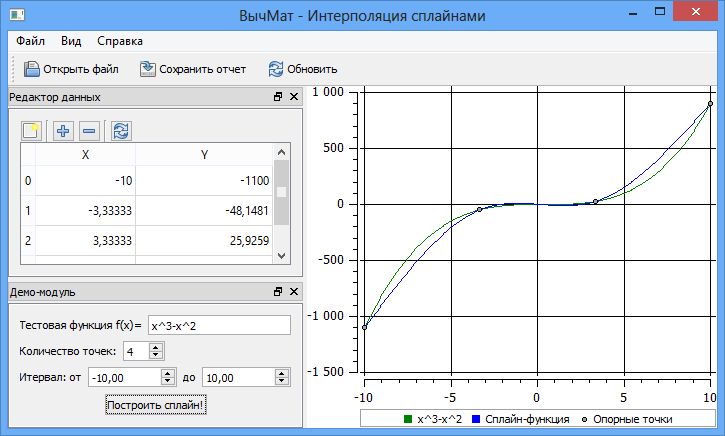 ВычМат - Интерполяция сплайнами
Файл Вид Справка
Открыть файл Сохранить отчет Обновить
Редактор данных
X Y
0 -10 -1100
1 -3,33333 -48,1481
2 3,33333 25,9259
Демо-модуль
Тестовая функция f(x)= x^3-x^2
Количество точек: 4
Итервал: от -10,00 до 10,00
Построить сплайн!
1 000
500
0
-500
-1 000
-1 500
-10 -5 0 5 10
x^3-x^2 Сплайн-функция Опорные точки